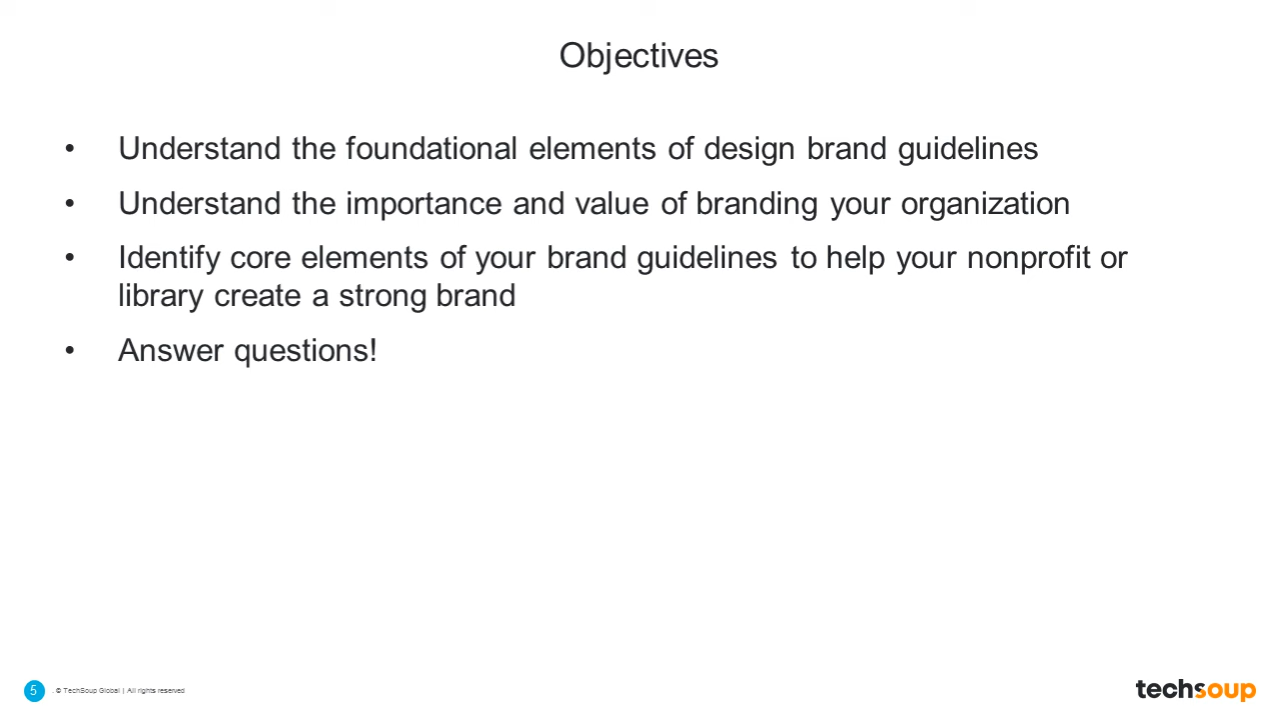 Objectives
• Understand the foundational elements of design brand guidelines
• Understand the importance and value of branding your organization
• Identify core elements of your brand guidelines to help your nonprofit or
library create a strong brand
• Answer questions!
5 . © TechSoup Global | All rights reserved
techsoup